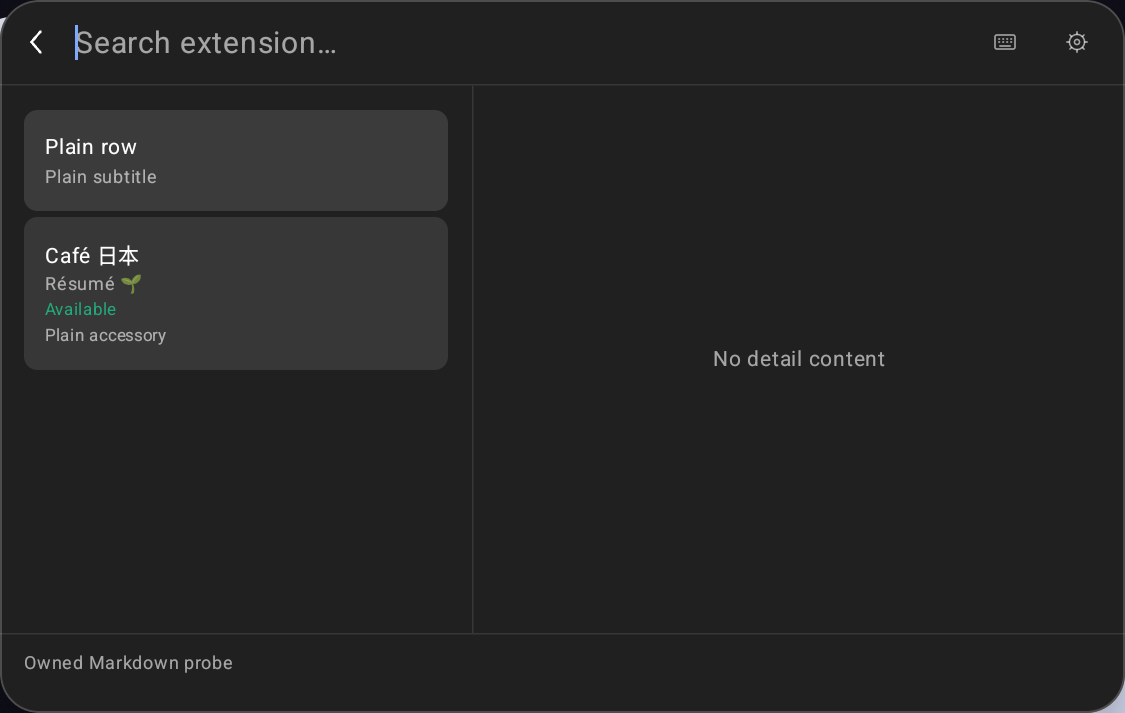 Search extension…
Plain row
Plain subtitle
Café 日本
Résumé 🌱
Available
Plain accessory
No detail content
Owned Markdown probe